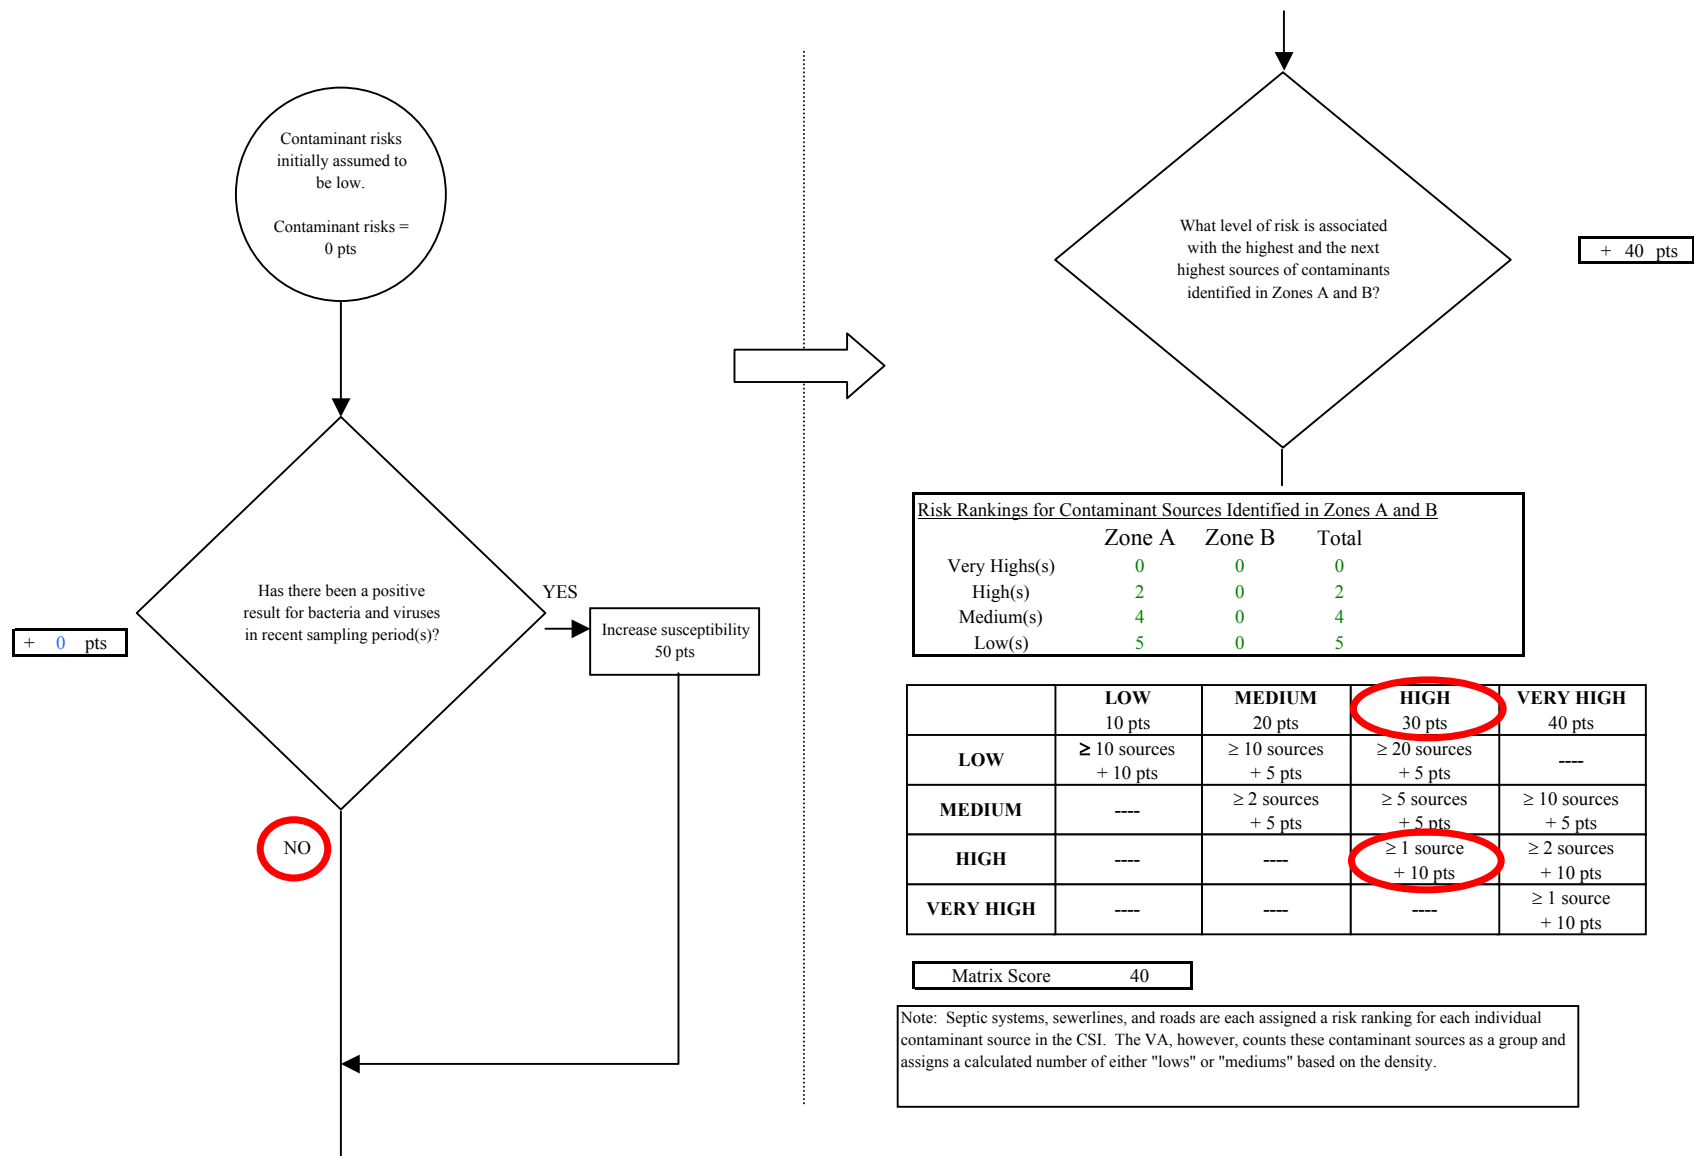 Contaminant risks
initially assumed to
be low.
Contaminant risks =
0 pts
Has there been a positive
result for bacteria and viruses
in recent sampling period(s)?
+ 0 pts
YES
Increase susceptibility
50 pts
NO
What level of risk is associated
with the highest and the next
highest sources of contaminants
identified in Zones A and B?
+ 40 pts
Risk Rankings for Contaminant Sources Identified in Zones A and B
Zone A Zone B Total
Very Highs(s) 0 0 0
High(s) 2 0 2
Medium(s) 4 0 4
Low(s) 5 0 5
LOW MEDIUM HIGH VERY HIGH
10 pts 20 pts 30 pts 40 pts
LOW ≥ 10 sources + 10 pts ≥ 10 sources + 5 pts ≥ 20 sources + 5 pts ----
MEDIUM ---- ≥ 2 sources + 5 pts ≥ 5 sources + 5 pts ≥ 10 sources + 5 pts
HIGH ---- ---- ≥ 1 source + 10 pts ≥ 2 sources + 10 pts
VERY HIGH ---- ---- ---- ≥ 1 source + 10 pts
Matrix Score 40
Note: Septic systems, sewerlines, and roads are each assigned a risk ranking for each individual
contaminant source in the CSI. The VA, however, counts these contaminant sources as a group and
assigns a calculated number of either "lows" or "mediums" based on the density.